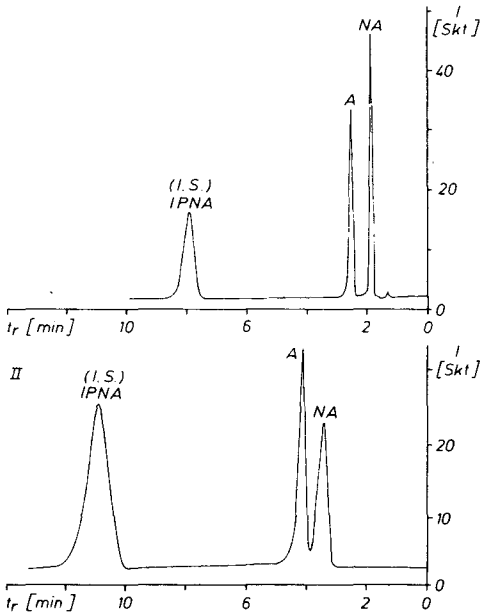 I
[Skt]
NA
40
A
(I.S.)
IPNA
20
0
tr [min] 10 6 2 0
I
[Skt]
II
A
(I.S.)
IPNA
NA
20
10
0
tr [min] 10 6 2 0